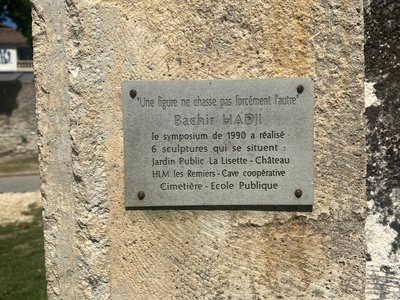 "Une figure ne chasse pas forcément l'autre"
Bachir HADJI
le symposium de 1990 a réalisé
6 sculptures qui se situent :
Jardin Public La Lisette - Château
HLM les Remiers - Cave coopérative
Cimetière - Ecole Publique